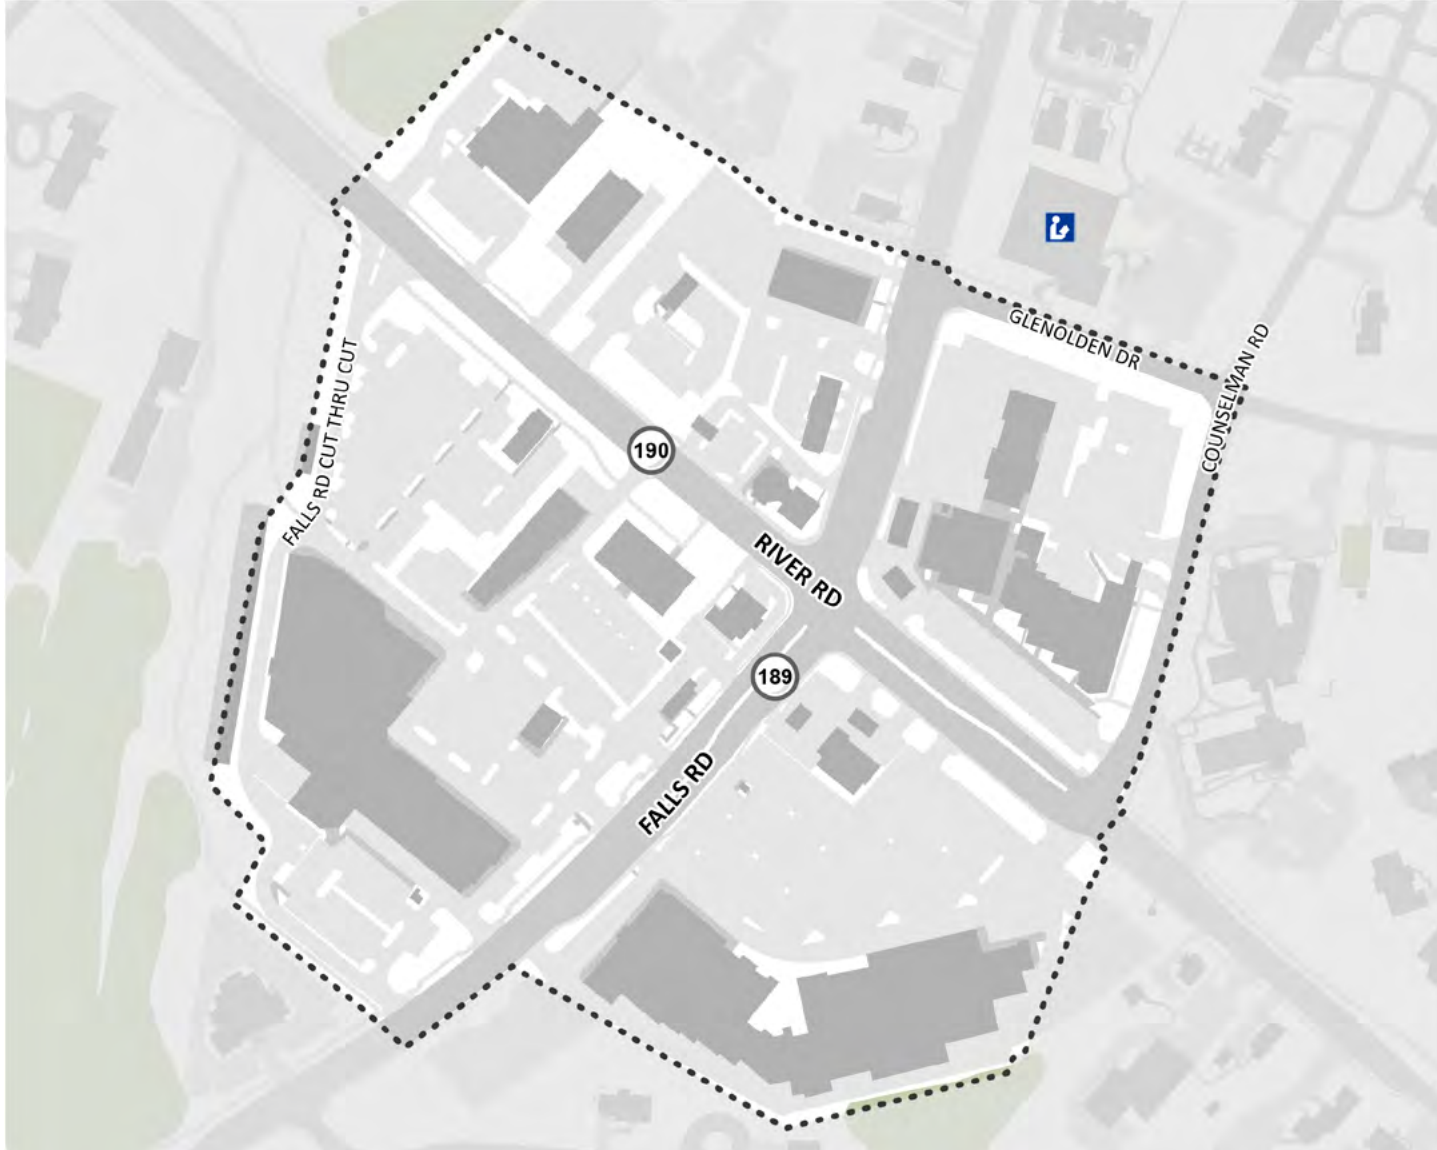 GLENOLDEN DR
COUNSELMAN RD
FALLS RD CUT THRU CUT
190
RIVER RD
189
FALLS RD